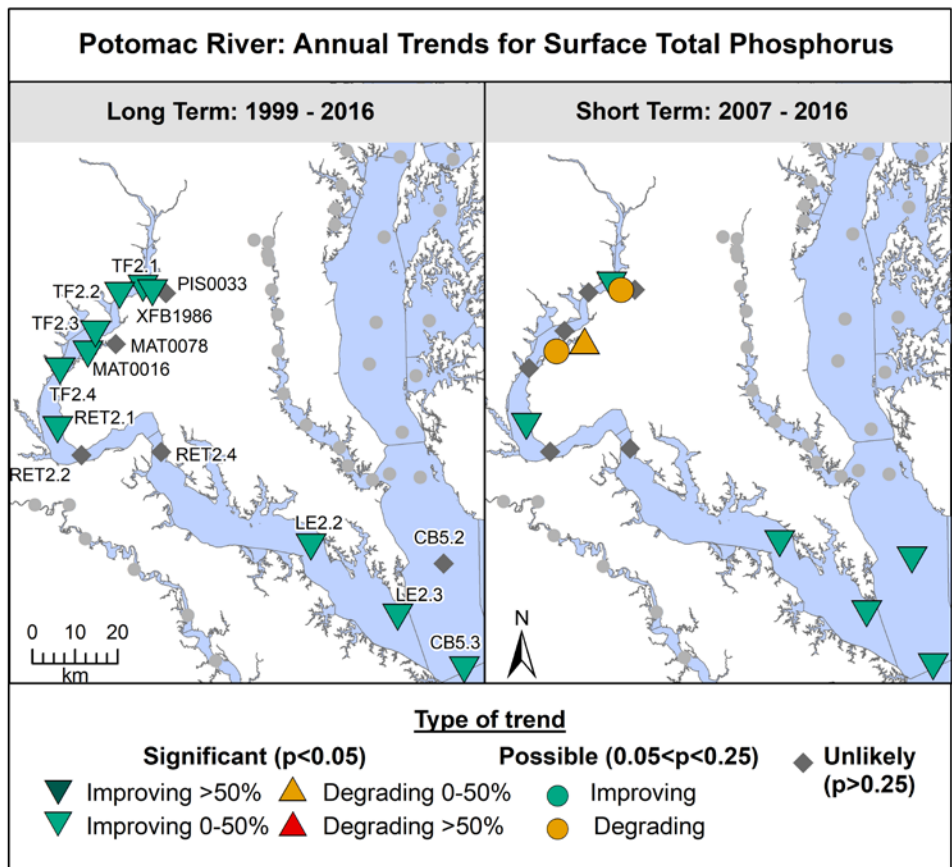 Potomac River: Annual Trends for Surface Total Phosphorus
Long Term: 1999 - 2016
Short Term: 2007 - 2016
TF2.1
PIS0033
TF2.2
XFB1986
TF2.3
MAT0078
MAT0016
TF2.4
RET2.1
RET2.4
RET2.2
LE2.2
CB5.2
LE2.3
CB5.3
0 10 20
km
N
Type of trend
Significant (p<0.05)
Possible (0.05<p<0.25)
Unlikely
(p>0.25)
Improving >50%
Degrading 0-50%
Improving
Improving 0-50%
Degrading >50%
Degrading